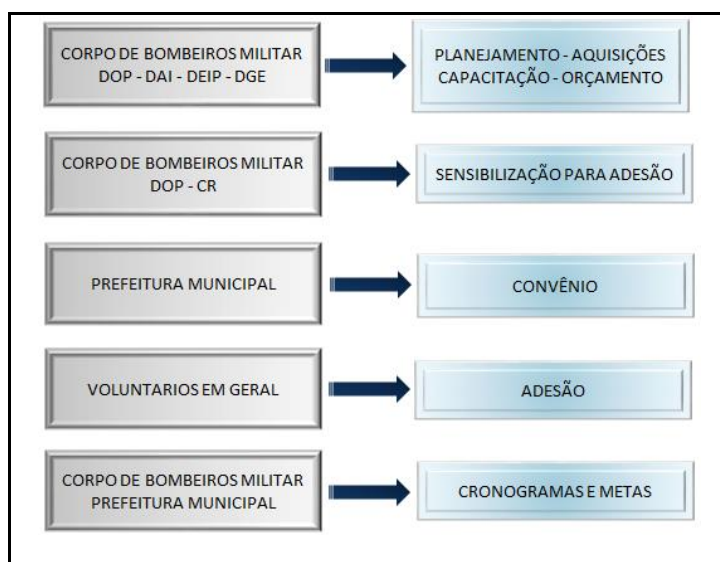 CORPO DE BOMBEIROS MILITAR
DOP - DAI - DEIP - DGE
PLANEJAMENTO - AQUISIÇÕES
CAPACITAÇÃO - ORÇAMENTO
CORPO DE BOMBEIROS MILITAR
DOP - CR
SENSIBILIZAÇÃO PARA ADESÃO
PREFEITURA MUNICIPAL
CONVÊNIO
VOLUNTARIOS EM GERAL
ADESÃO
CORPO DE BOMBEIROS MILITAR
PREFEITURA MUNICIPAL
CRONOGRAMAS E METAS